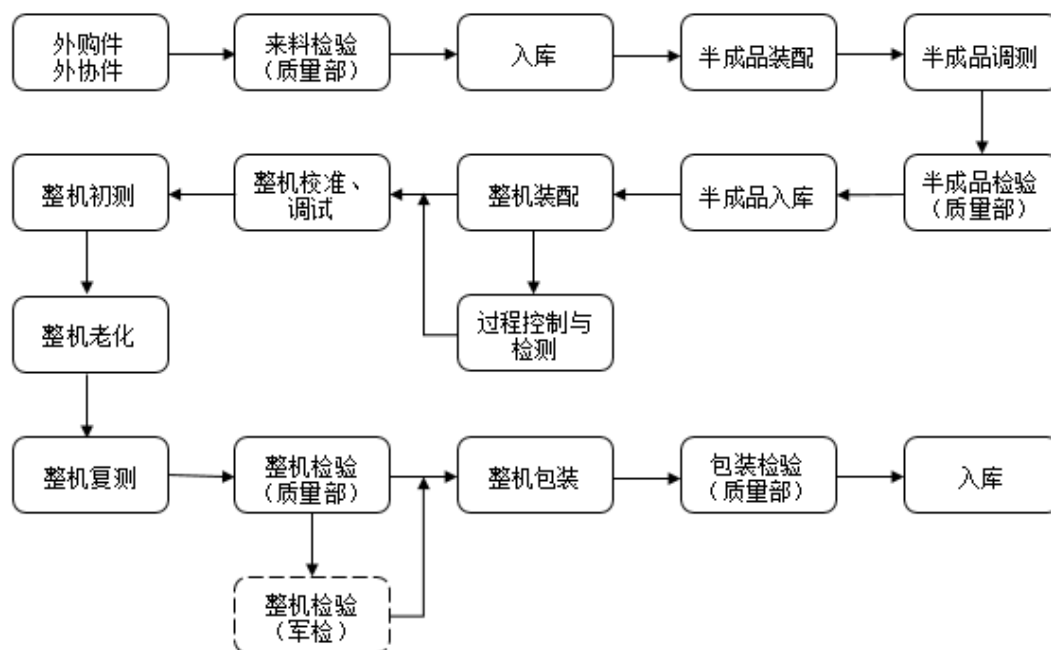 外购件
外协件
来料检验
（质量部）
入库
半成品装配
半成品调测
整机初测
整机校准、
调试
整机装配
半成品入库
半成品检验
（质量部）
整机老化
过程控制与
检测
整机复测
整机检验
（质量部）
整机包装
包装检验
（质量部）
入库
整机检验
（军检）